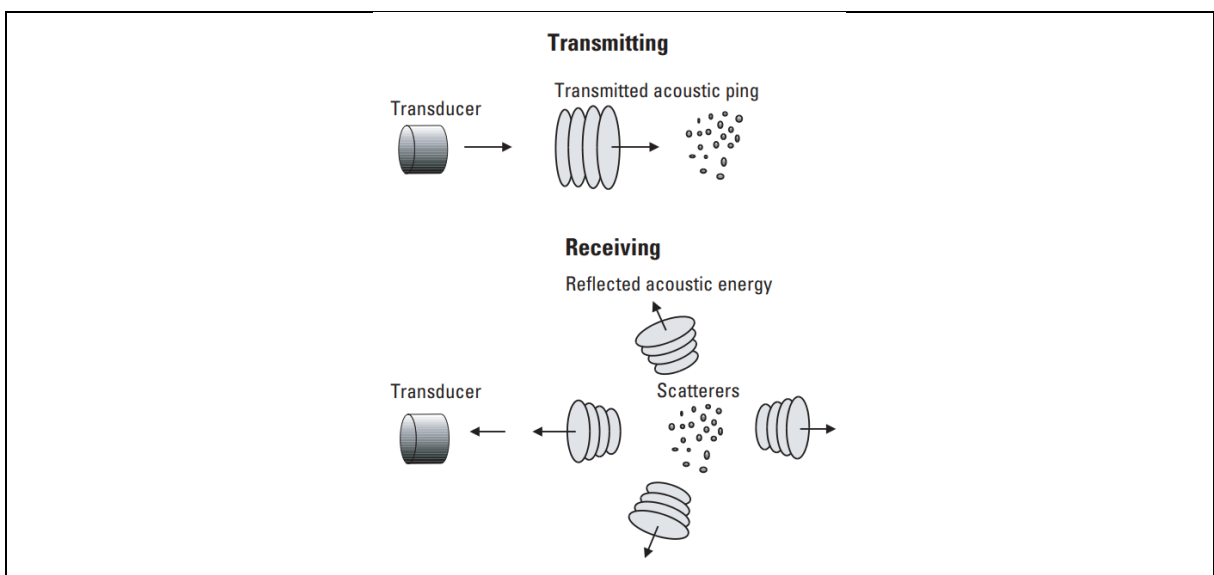 Transmitting
Transmitted acoustic ping
Transducer
Receiving
Reflected acoustic energy
Transducer
Scatterers